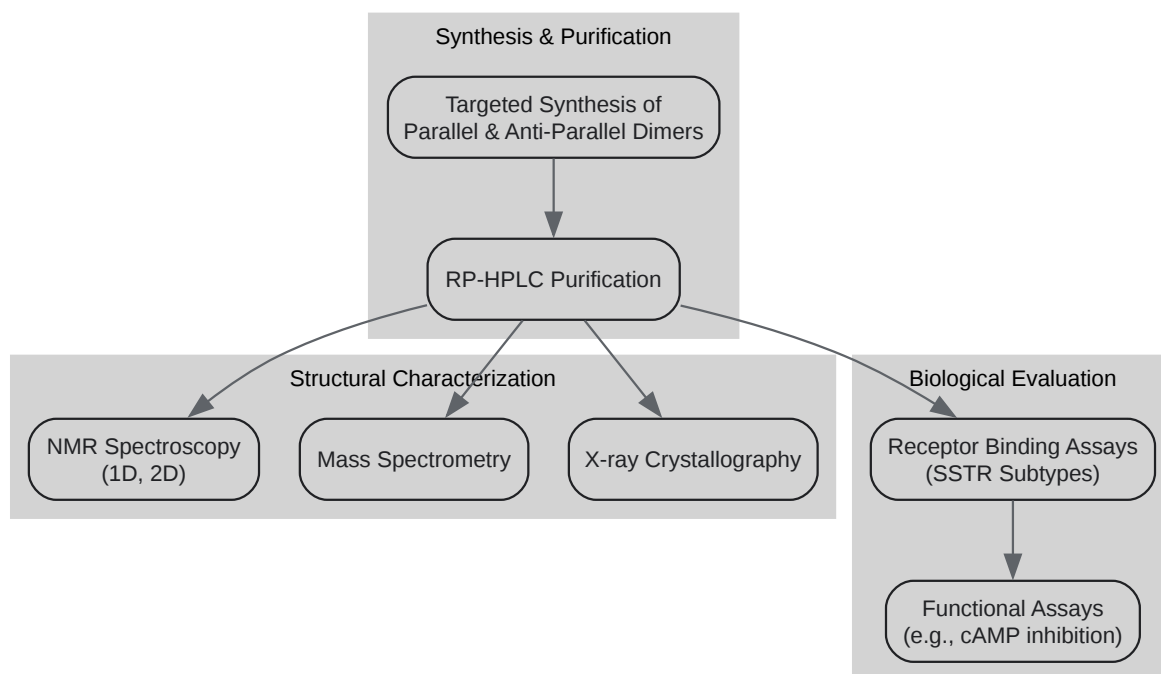 Synthesis & Purification
Targeted Synthesis of
Parallel & Anti-Parallel Dimers
RP-HPLC Purification
Structural Characterization
NMR Spectroscopy
(1D, 2D)
Mass Spectrometry
X-ray Crystallography
Biological Evaluation
Receptor Binding Assays
(SSTR Subtypes)
Functional Assays
(e.g., cAMP inhibition)